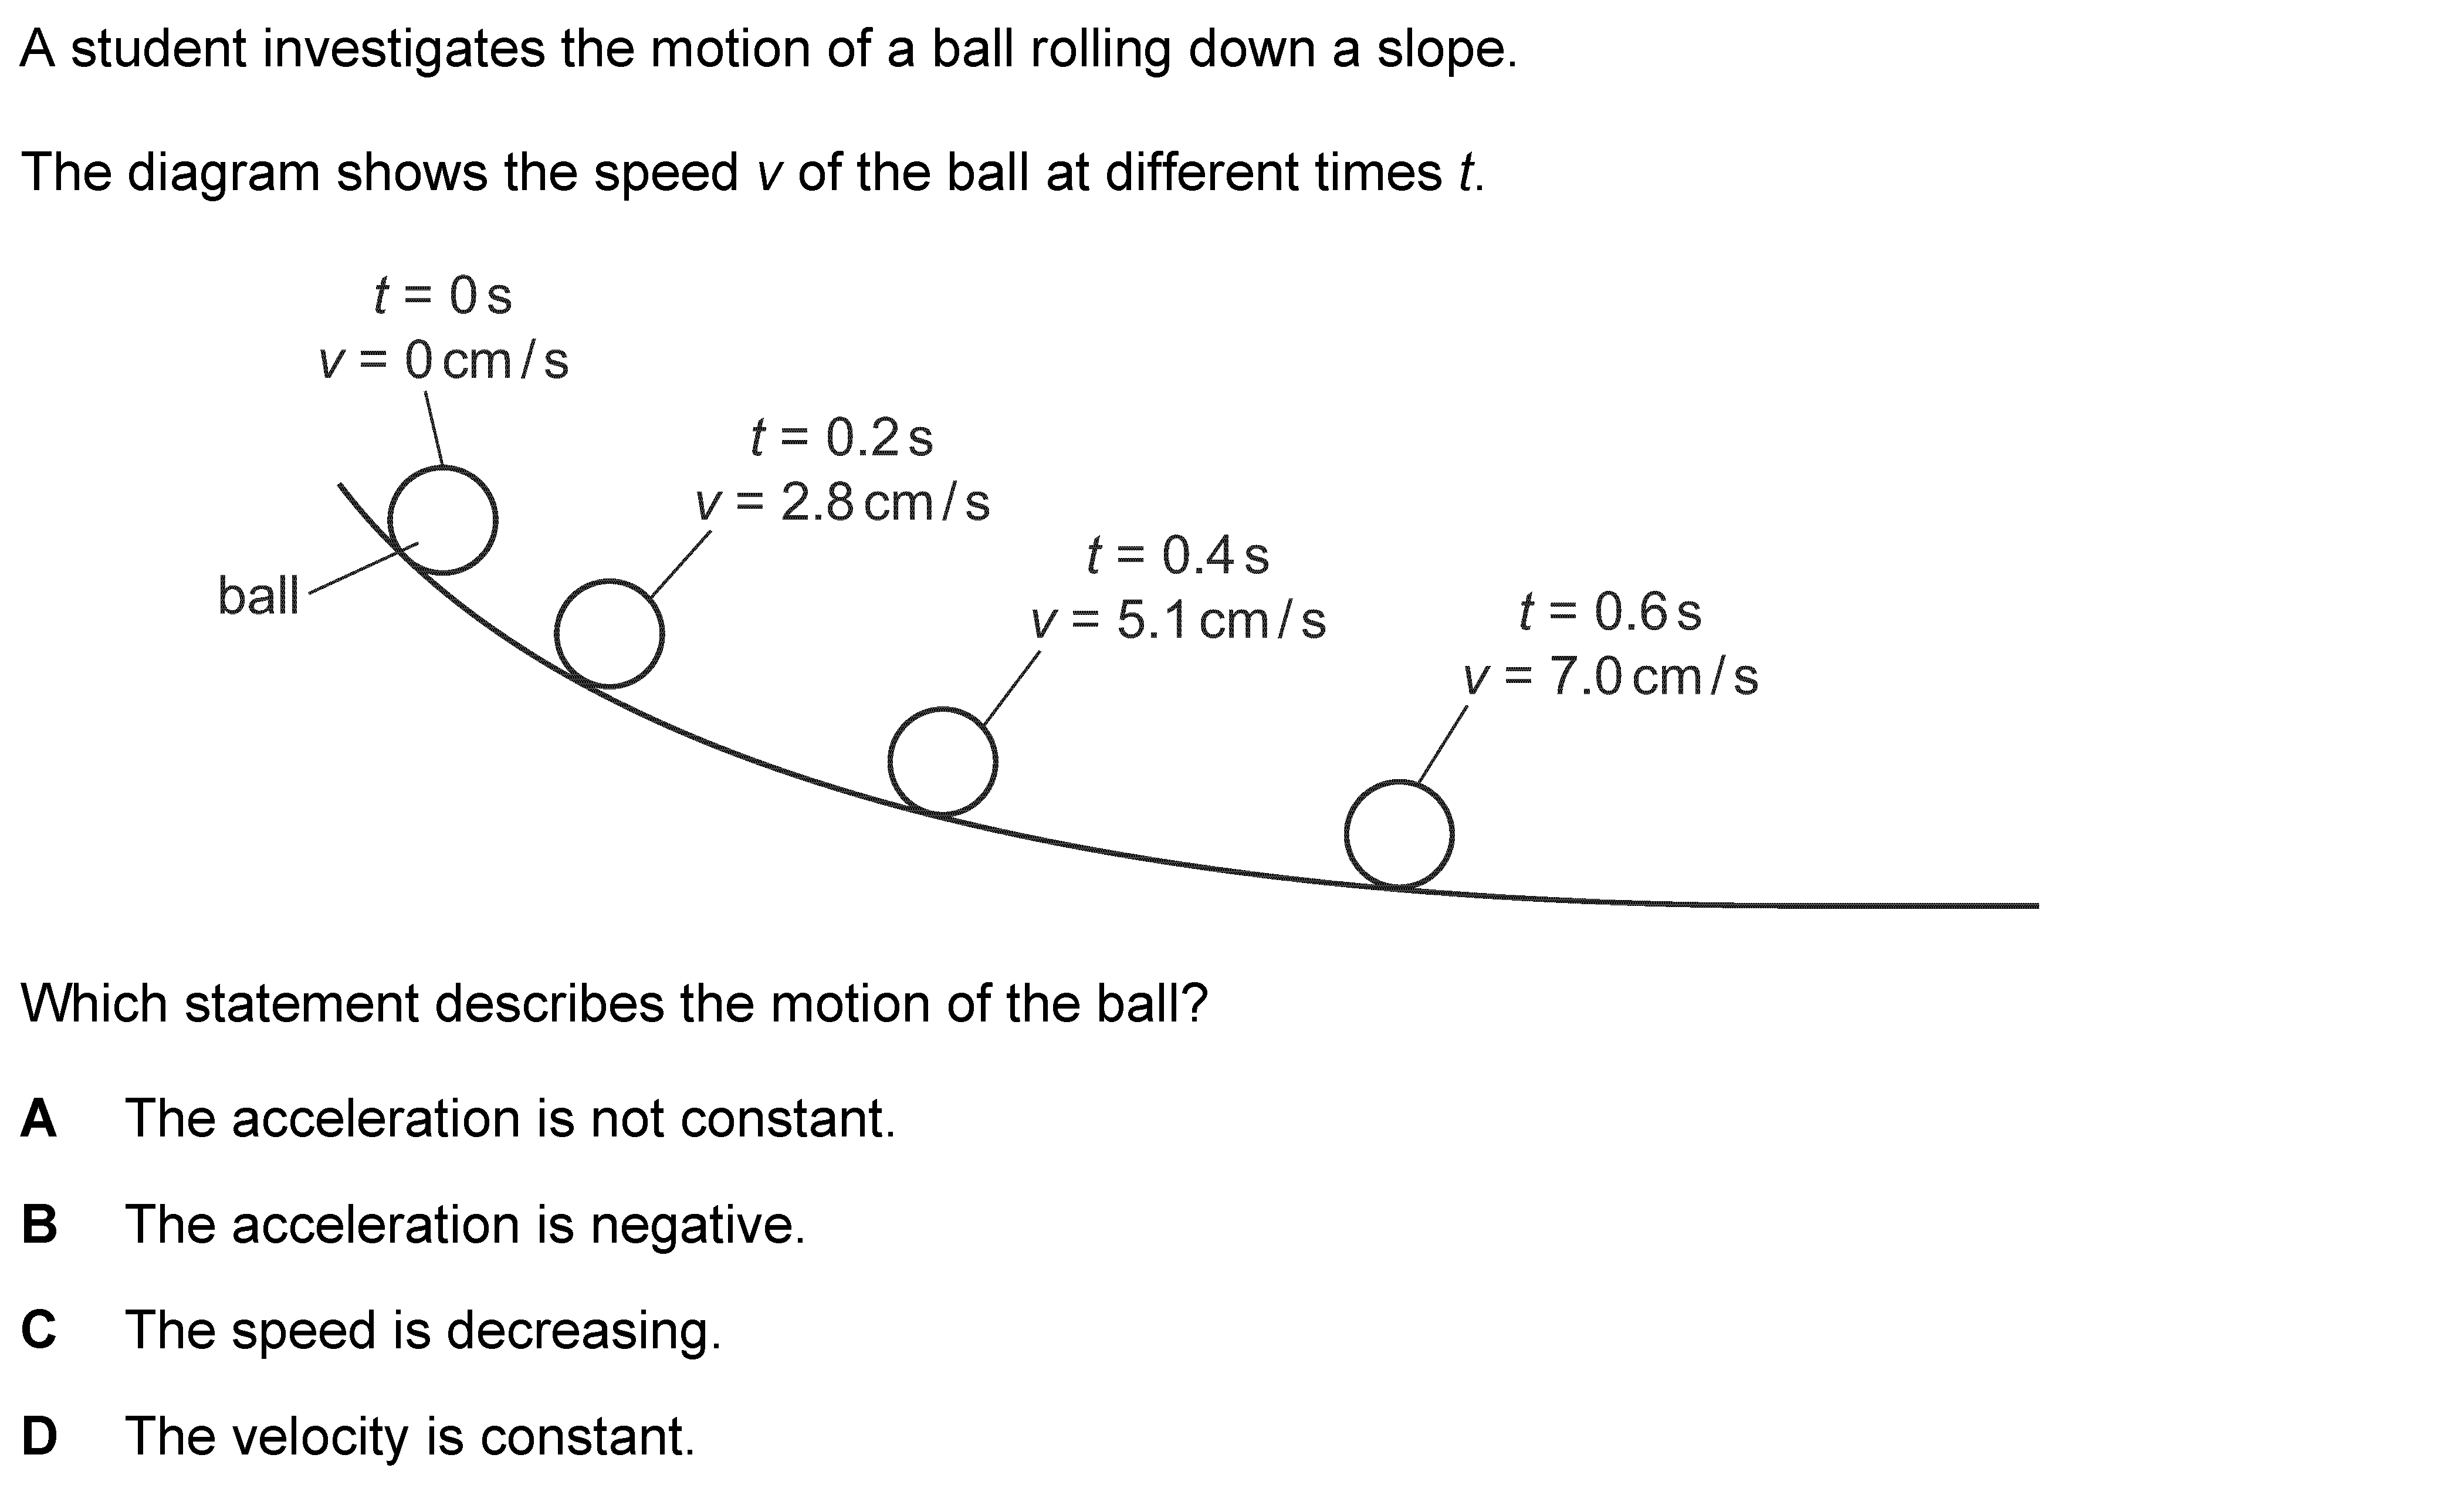 A student investigates the motion of a ball rolling down a slope.
The diagram shows the speed v of the ball at different times t.
t = 0 s
v = 0 cm / s
t = 0.2 s
v = 2.8 cm / s
t = 0.4 s
v = 5.1 cm / s
t = 0.6 s
v = 7.0 cm / s
ball
Which statement describes the motion of the ball?
A The acceleration is not constant.
B The acceleration is negative.
C The speed is decreasing.
D The velocity is constant.